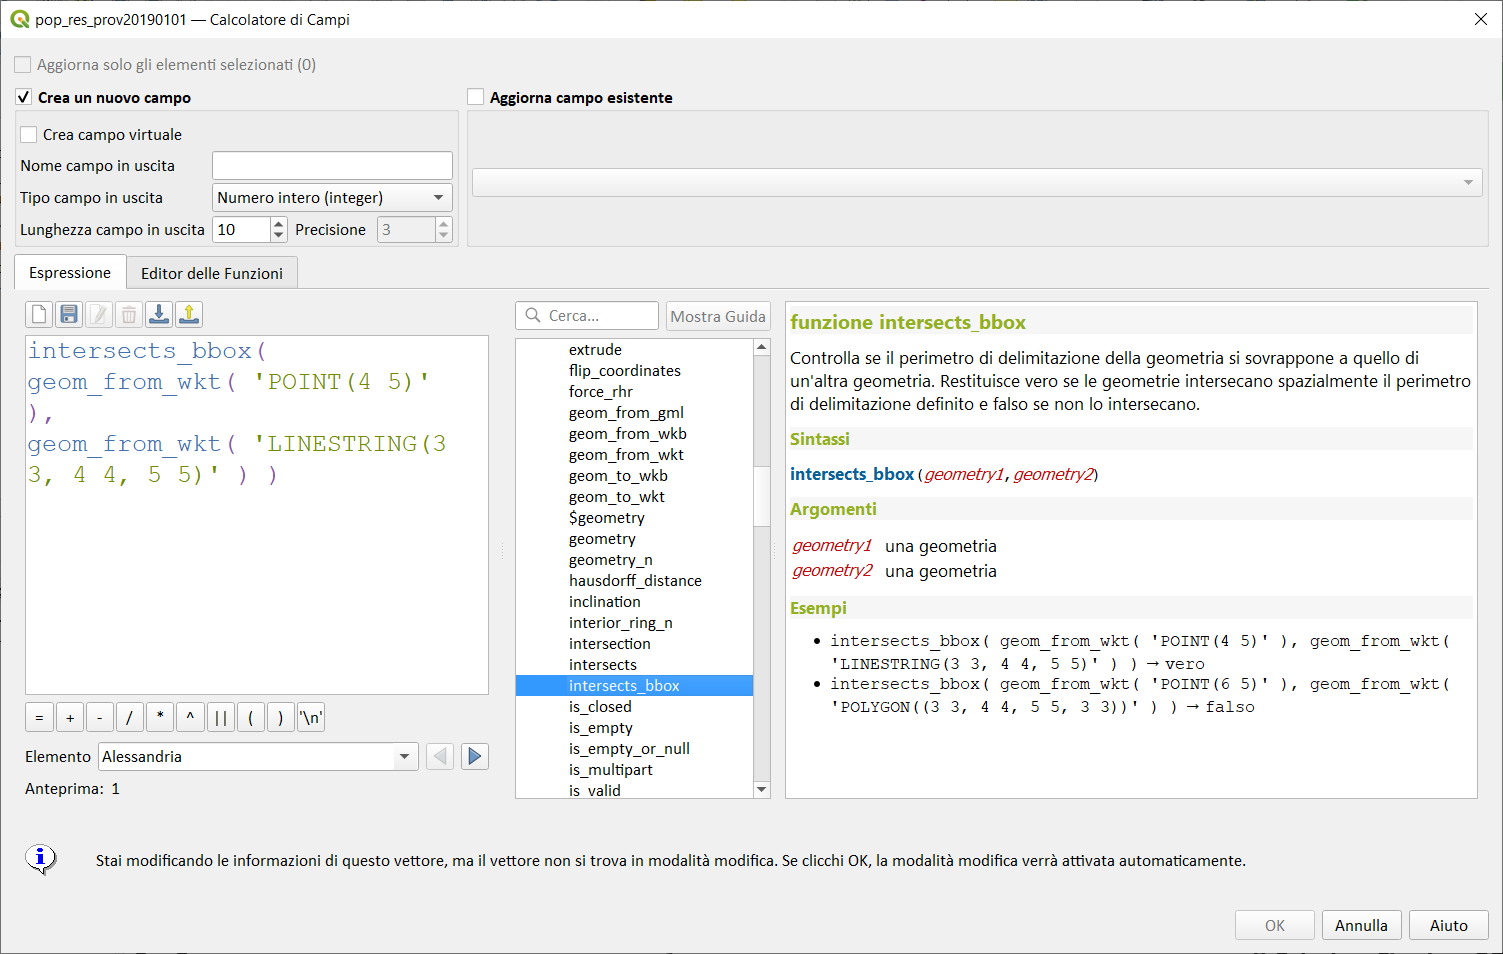 pop_res_prov20190101 — Calcolatore di Campi
Aggiorna solo gli elementi selezionati (0)
Crea un nuovo campo
Aggiorna campo esistente
Crea campo virtuale
Nome campo in uscita
Tipo campo in uscita
Numero intero (integer)
Lunghezza campo in uscita
10
Precisione
3
Espressione
Editor delle Funzioni
intersects_bbox(
geom_from_wkt( 'POINT(4 5)'
),
geom_from_wkt( 'LINESTRING(3
3, 4 4, 5 5)' ) )
= + - / * ^ || ( ) '\n'
Elemento
Alessandria
Anteprima: 1
Cerca...
Mostra Guida
extrude
flip_coordinates
force_rhr
geom_from_gml
geom_from_wkb
geom_from_wkt
geom_to_wkb
geom_to_wkt
$geometry
geometry
geometry_n
hausdorff_distance
inclination
interior_ring_n
intersection
intersects
intersects_bbox
is_closed
is_empty
is_empty_or_null
is_multipart
is_valid
funzione intersects_bbox
Controlla se il perimetro di delimitazione della geometria si sovrappone a quello di
un'altra geometria. Restituisce vero se le geometrie intersecano spazialmente il perimetro
di delimitazione definito e falso se non lo intersecano.
Sintassi
intersects_bbox(geometry1,geometry2)
Argomenti
geometry1 una geometria
geometry2 una geometria
Esempi
• intersects_bbox( geom_from_wkt( 'POINT(4 5)' ), geom_from_wkt(
'LINESTRING(3 3, 4 4, 5 5)' ) ) → vero
• intersects_bbox( geom_from_wkt( 'POINT(6 5)' ), geom_from_wkt(
'POLYGON((3 3, 4 4, 5 5, 3 3))' ) ) → falso
Stai modificando le informazioni di questo vettore, ma il vettore non si trova in modalità modifica. Se clicchi OK, la modalità modifica verrà attivata automaticamente.
OK
Annulla
Aiuto